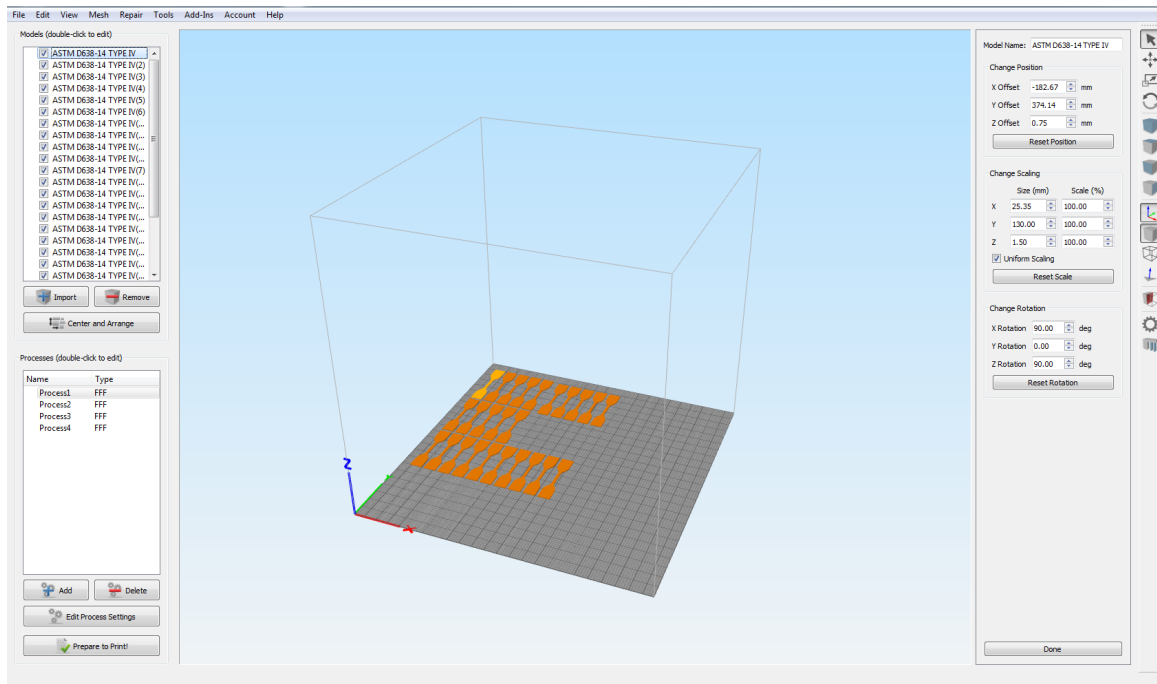 File Edit View Mesh Repair Tools Add-Ins Account Help
Models (double-click to edit)
ASTM D638-14 TYPE IV
ASTM D638-14 TYPE IV(2)
ASTM D638-14 TYPE IV(3)
ASTM D638-14 TYPE IV(4)
ASTM D638-14 TYPE IV(5)
ASTM D638-14 TYPE IV(6)
ASTM D638-14 TYPE IV(...
ASTM D638-14 TYPE IV(...
ASTM D638-14 TYPE IV(...
ASTM D638-14 TYPE IV(...
ASTM D638-14 TYPE IV(7)
ASTM D638-14 TYPE IV(...
ASTM D638-14 TYPE IV(...
ASTM D638-14 TYPE IV(...
ASTM D638-14 TYPE IV(...
ASTM D638-14 TYPE IV(...
ASTM D638-14 TYPE IV(...
ASTM D638-14 TYPE IV(...
ASTM D638-14 TYPE IV(...
ASTM D638-14 TYPE IV(...
Import Remove
Center and Arrange
Processes (double-click to edit)
Name Type
Process1 FFF
Process2 FFF
Process3 FFF
Process4 FFF
Add Delete
Edit Process Settings
Prepare to Print!
Z
X
Model Name: ASTM D638-14 TYPE IV
Change Position
X Offset -182.67 mm
Y Offset 374.14 mm
Z Offset 0.75 mm
Reset Position
Change Scaling
Size (mm) Scale (%)
X 25.35 100.00
Y 130.00 100.00
Z 1.50 100.00
Uniform Scaling
Reset Scale
Change Rotation
X Rotation 90.00 deg
Y Rotation 0.00 deg
Z Rotation 90.00 deg
Reset Rotation
Done